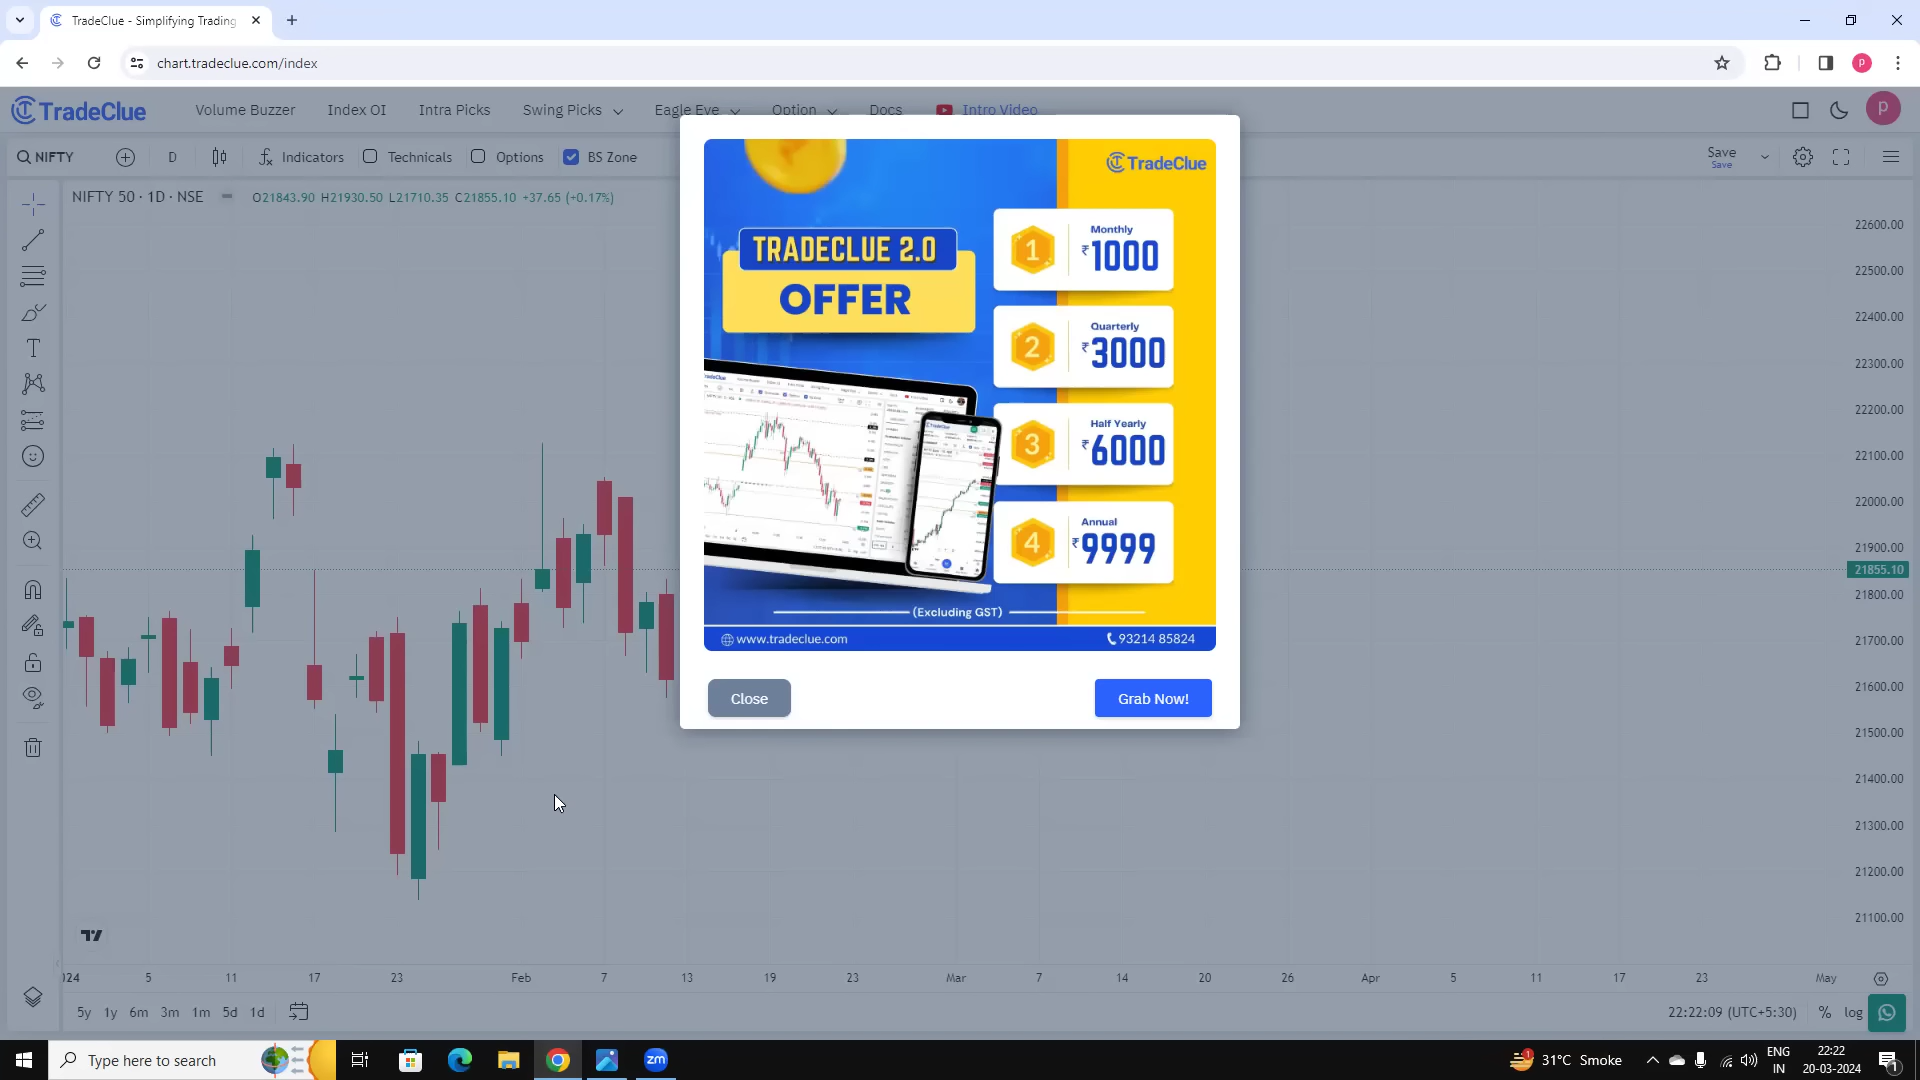 TradeClue - Simplifying Trading
chart.tradeclue.com/index
P
TradeClue
Volume Buzzer
Index OI
Intra Picks
Swing Picks
Eagle Eye
Option
Docs
Intro Video
P
NIFTY
D
Indicators
Technicals
Options
BS Zone
Save
Save
NIFTY 50 · 1D · NSE
O21843.90 H21930.50 L21710.35 C21855.10 +37.65 (+0.17%)
TradeClue
TRADECLUE 2.0
OFFER
1
Monthly
₹1000
2
Quarterly
₹3000
3
Half Yearly
₹6000
4
Annual
₹9999
(Excluding GST)
www.tradeclue.com
93214 85824
Close
Grab Now!
22600.00
22500.00
22400.00
22300.00
22200.00
22100.00
22000.00
21900.00
21855.10
21800.00
21700.00
21600.00
21500.00
21400.00
21300.00
21200.00
21100.00
5
11
17
23
Feb
7
13
19
23
Mar
7
14
20
26
Apr
5
11
17
23
May
5y 1y 6m 3m 1m 5d 1d
22:22:09 (UTC+5:30)
%
log
Type here to search
zm
1
31°C Smoke
ENG
IN
22:22
20-03-2024
1